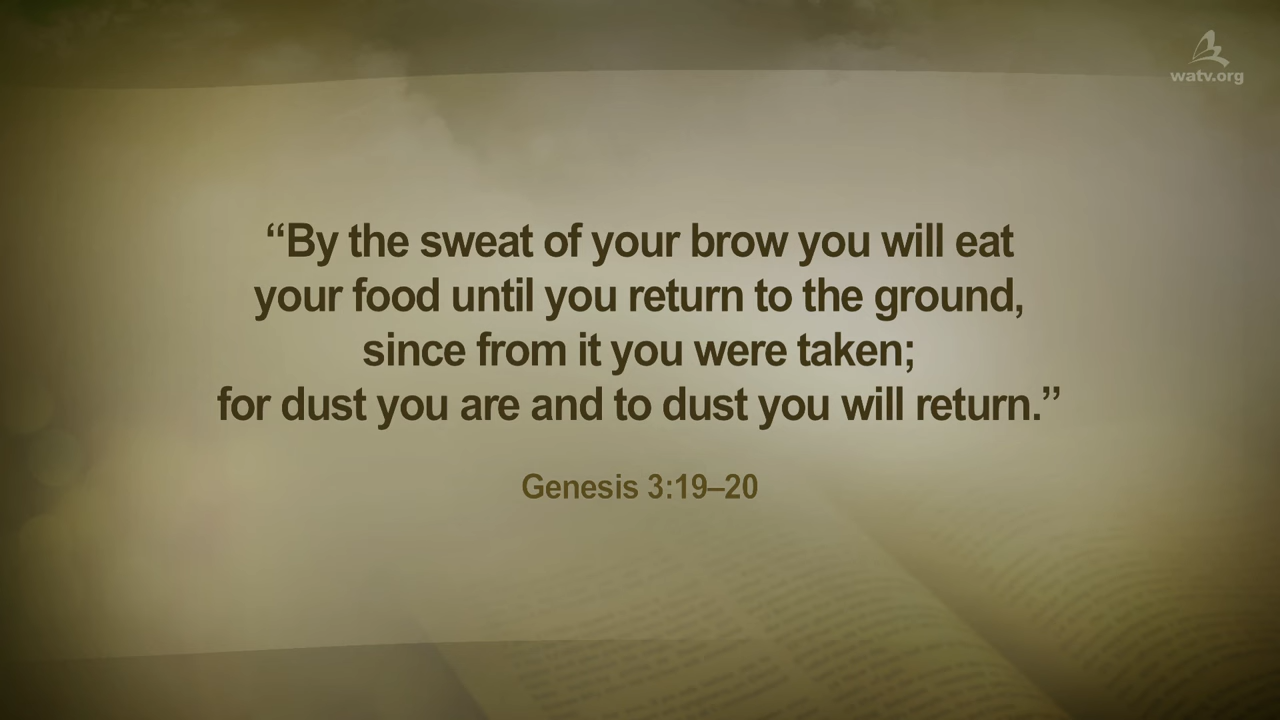 watv.org
“By the sweat of your brow you will eat
your food until you return to the ground,
since from it you were taken;
for dust you are and to dust you will return.”
Genesis 3:19–20